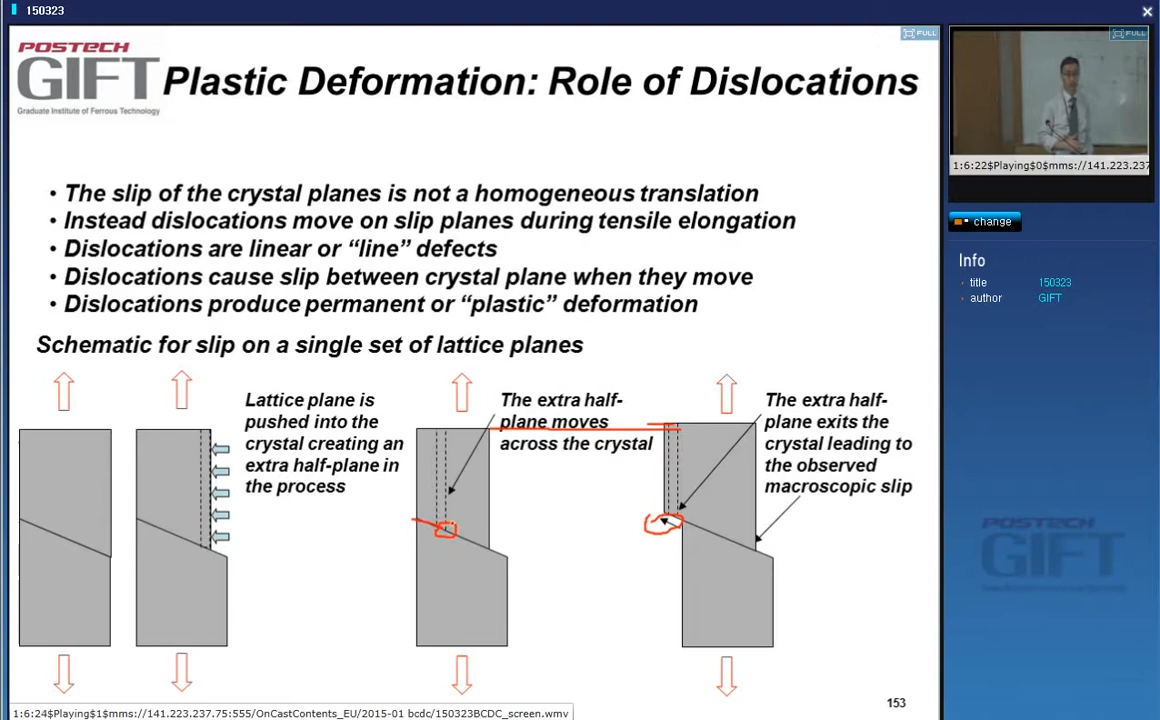 150323
POSTECH
GIFT
Graduate Institute of Ferrous Technology
Plastic Deformation: Role of Dislocations
• The slip of the crystal planes is not a homogeneous translation
• Instead dislocations move on slip planes during tensile elongation
• Dislocations are linear or “line” defects
• Dislocations cause slip between crystal plane when they move
• Dislocations produce permanent or “plastic” deformation
Schematic for slip on a single set of lattice planes
Lattice plane is
pushed into the
crystal creating an
extra half-plane in
the process
The extra half-
plane moves
across the crystal
The extra half-
plane exits the
crystal leading to
the observed
macroscopic slip
153
1:6:24$Playing$1$mms://141.223.237.75:555/OnCastContents_EU/2015-01 bcdc/150323BCDC_screen.wmv
FULL
FULL
1:6:22$Playing$0$mms://141.223.237
change
Info
title 150323
author GIFT
POSTECH
GIFT